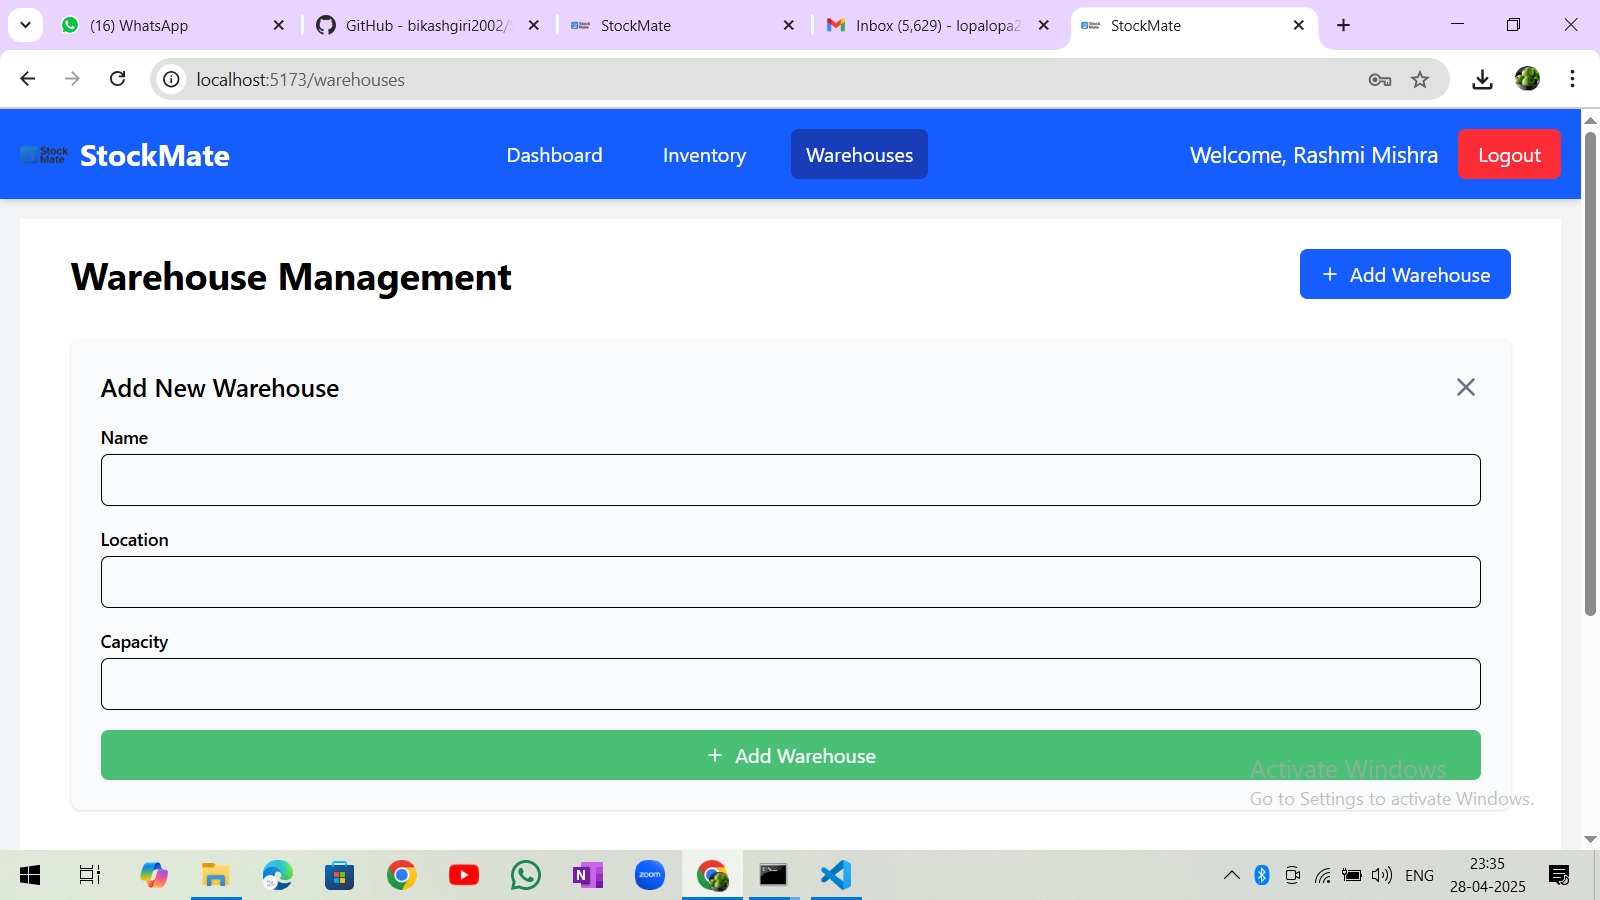 (16) WhatsApp
GitHub - bikashgiri2002/
StockMate
Inbox (5,629) - lopalopa2
StockMate
localhost:5173/warehouses
Stock Mate
StockMate
Dashboard
Inventory
Warehouses
Welcome, Rashmi Mishra
Logout
Warehouse Management
+ Add Warehouse
Add New Warehouse
Name
Location
Capacity
+ Add Warehouse
Activate Windows
Go to Settings to activate Windows.
zoom
ENG
23:35
28-04-2025